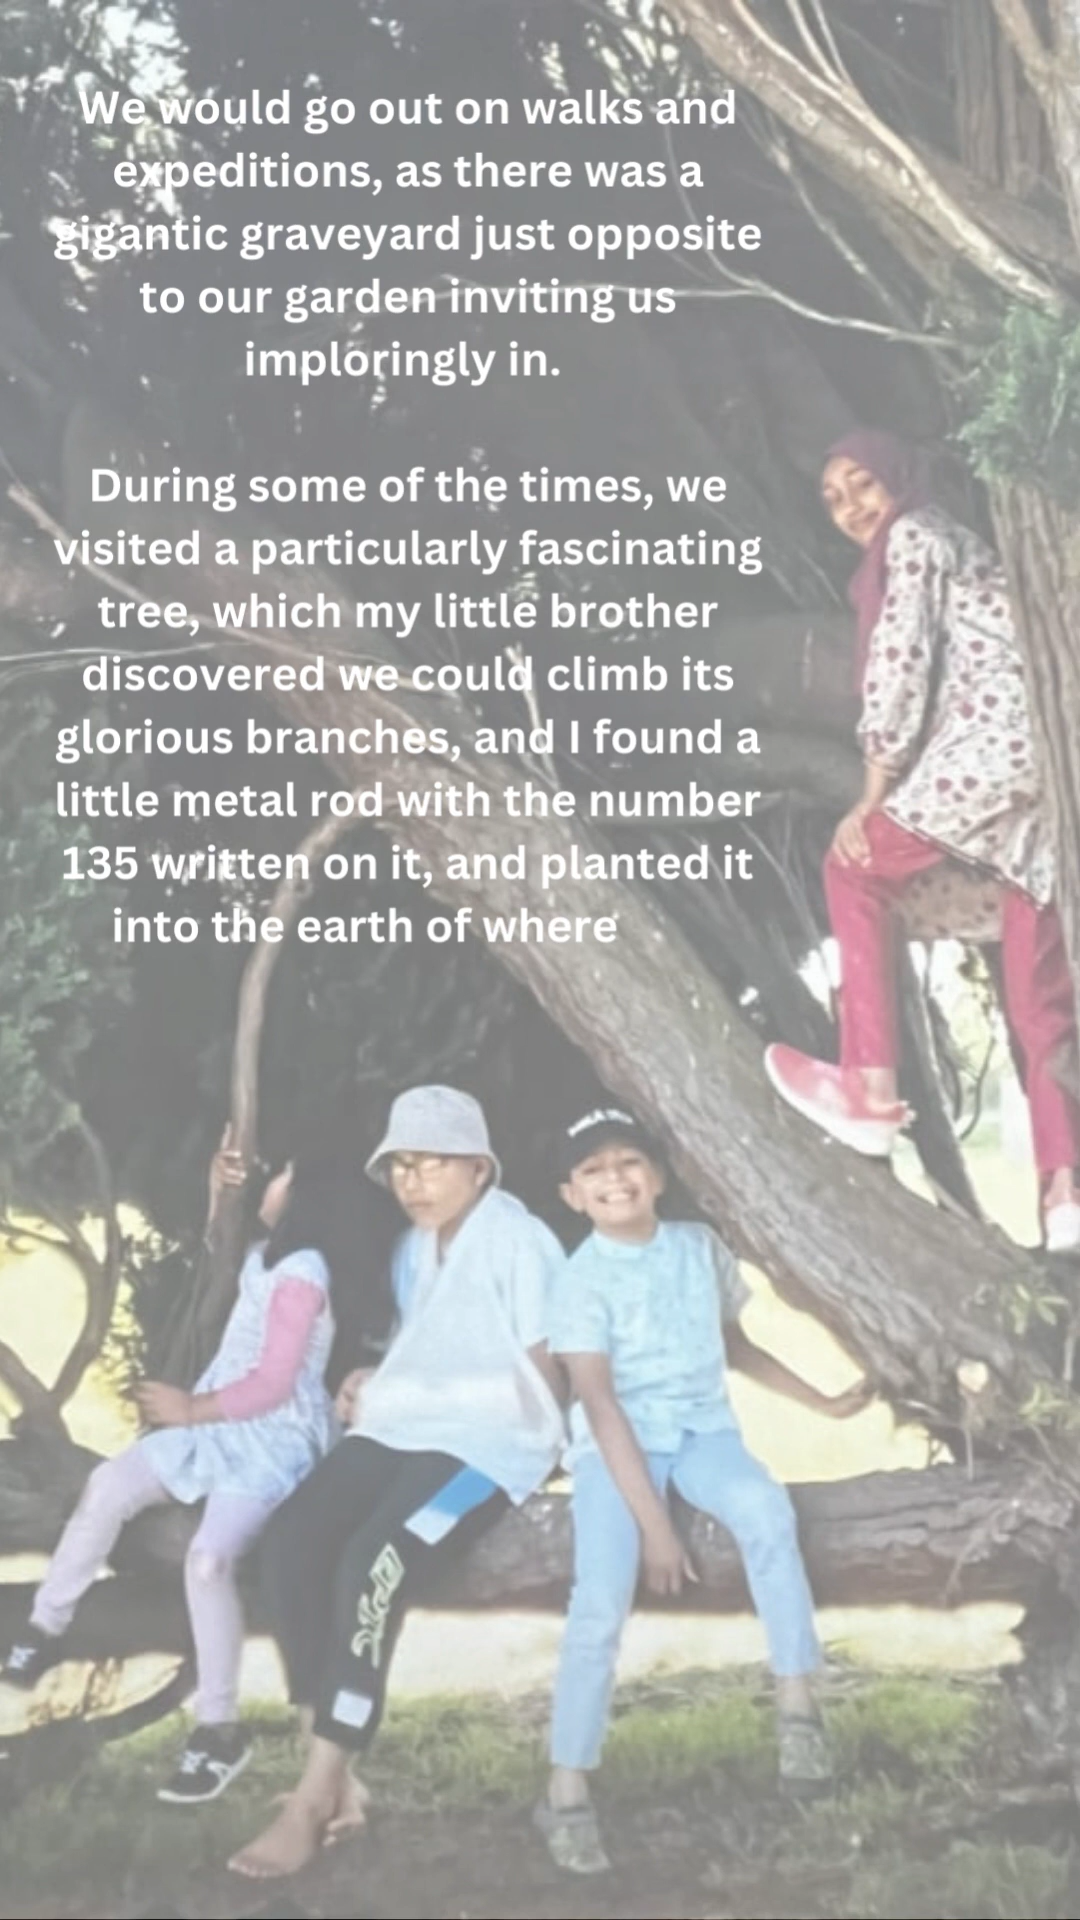 We would go out on walks and
expeditions, as there was a
gigantic graveyard just opposite
to our garden inviting us
imploringly in.
During some of the times, we
visited a particularly fascinating
tree, which my little brother
discovered we could climb its
glorious branches, and I found a
little metal rod with the number
135 written on it, and planted it
into the earth of where